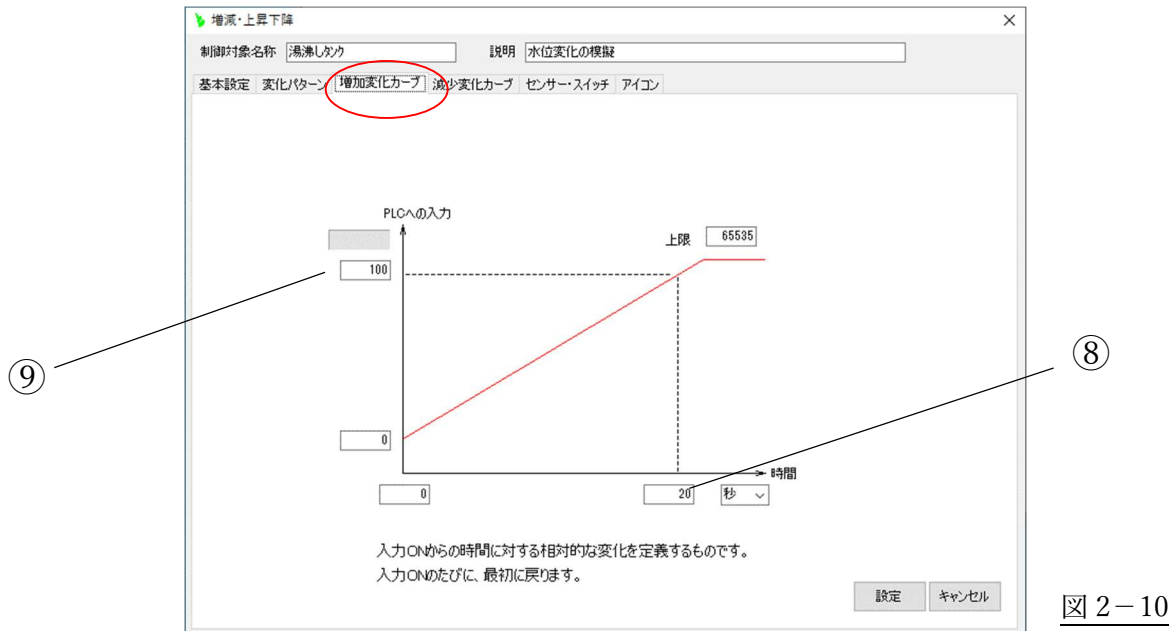 増減・上昇下降
制御対象名称 湯沸しタンク 説明 水位変化の模擬
基本設定 変化パターン 増加変化カーブ 減少変化カーブ センサー・スイッチ アイコン
PLCへの入力
上限 65535
100
⑨
⑧
0
時間
0 20 秒
入力ONからの時間に対する相対的な変化を定義するものです。
入力ONのたびに、最初に戻ります。
設定 キャンセル
図 2-10